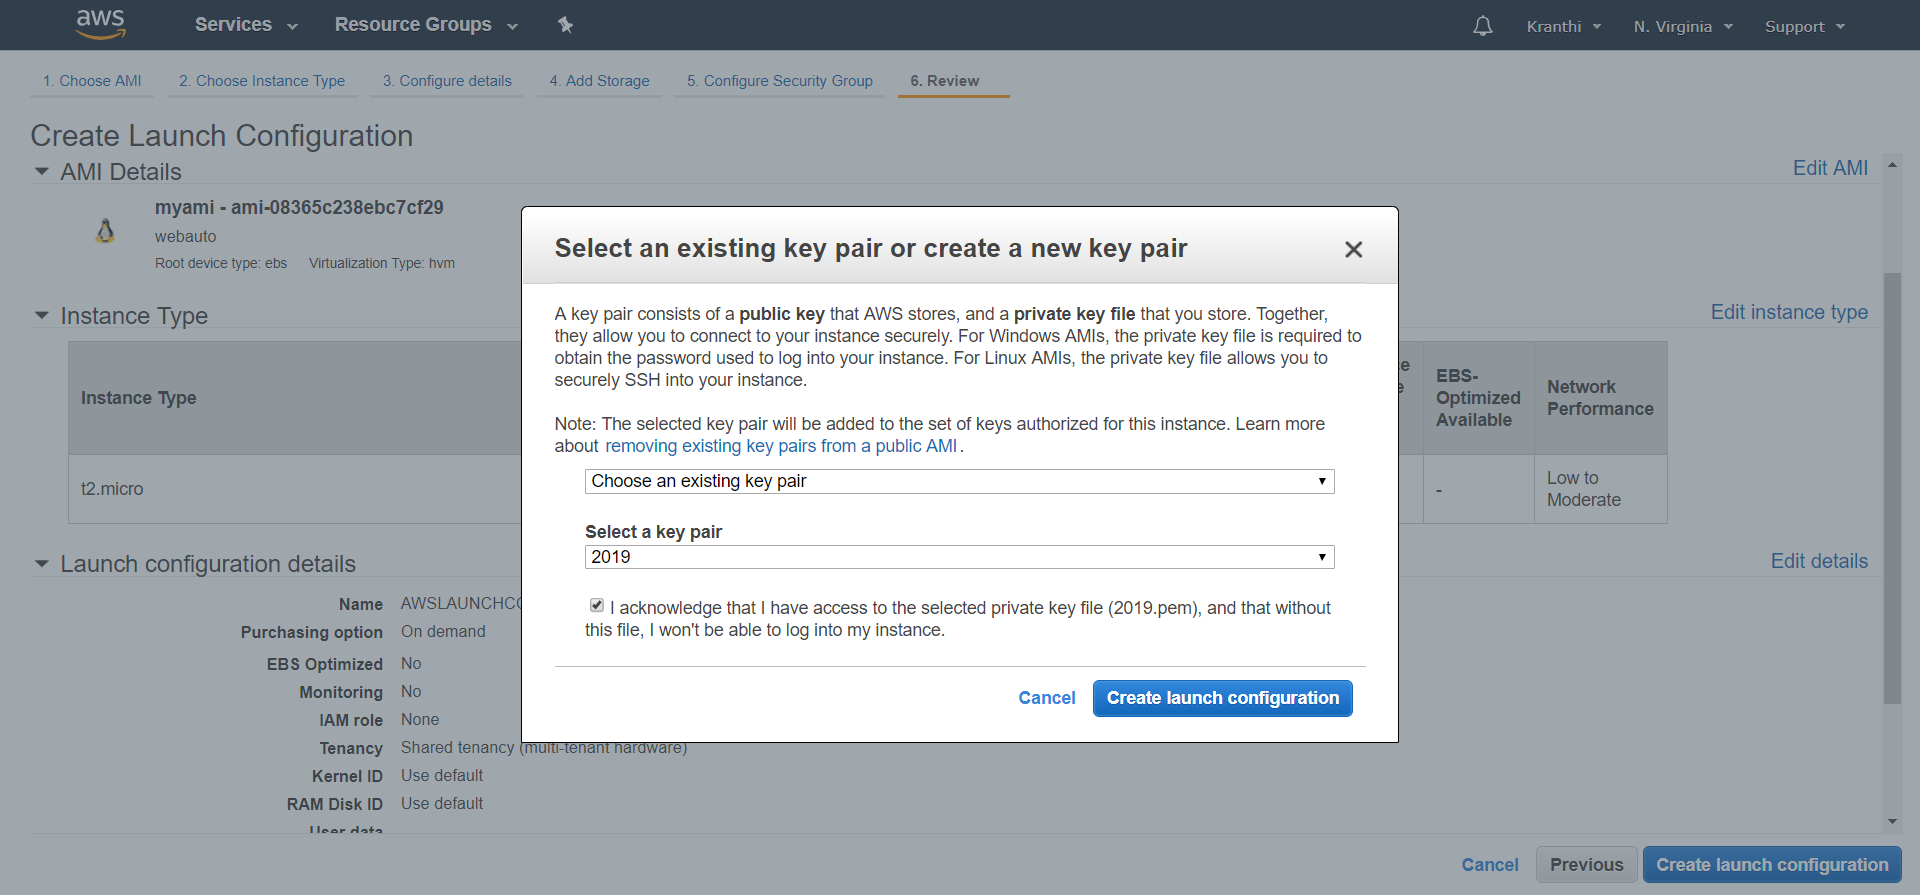 aws Services Resource Groups Kranthi N. Virginia Support
1. Choose AMI 2. Choose Instance Type 3. Configure details 4. Add Storage 5. Configure Security Group 6. Review
Create Launch Configuration
AMI Details Edit AMI
myami - ami-08365c238ebc7cf29
webauto
Root device type: ebs Virtualization Type: hvm
Instance Type Edit instance type
Instance Type
EBS-
Optimized
Available
Network
Performance
t2.micro
-
Low to
Moderate
Launch configuration details Edit details
Name AWSLAUNCHCO
Purchasing option On demand
EBS Optimized No
Monitoring No
IAM role None
Tenancy Shared tenancy (multi-tenant hardware)
Kernel ID Use default
RAM Disk ID Use default
User data
Select an existing key pair or create a new key pair
A key pair consists of a public key that AWS stores, and a private key file that you store. Together,
they allow you to connect to your instance securely. For Windows AMIs, the private key file is required to
obtain the password used to log into your instance. For Linux AMIs, the private key file allows you to
securely SSH into your instance.
Note: The selected key pair will be added to the set of keys authorized for this instance. Learn more
about removing existing key pairs from a public AMI.
Choose an existing key pair
Select a key pair
2019
I acknowledge that I have access to the selected private key file (2019.pem), and that without
this file, I won't be able to log into my instance.
Cancel Create launch configuration
Cancel Previous Create launch configuration